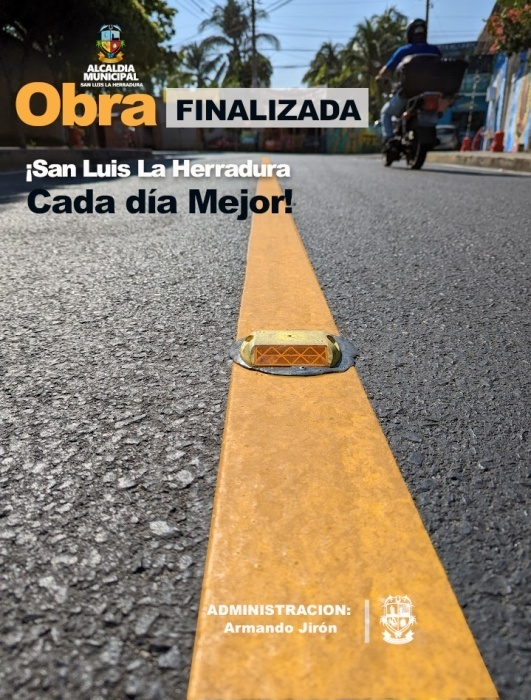 ALCALDIA
MUNICIPAL
SAN LUIS LA HERRADURA
Obra FINALIZADA
¡San Luis La Herradura
Cada día Mejor!
ADMINISTRACION:
Armando Jirón